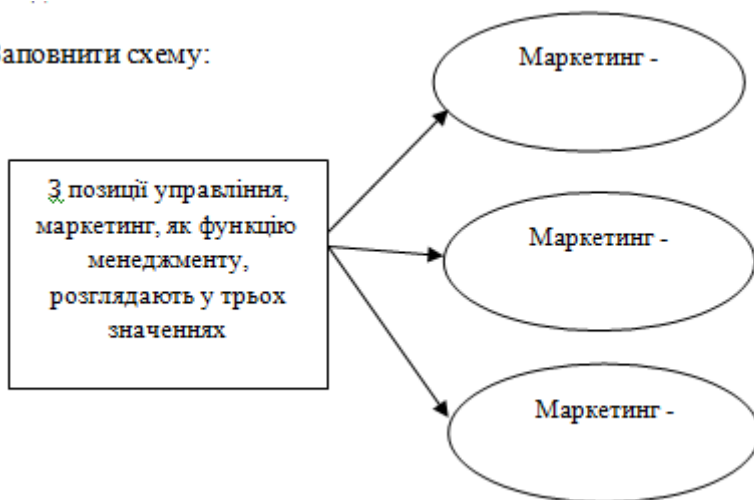 Заповнити схему:
Маркетинг -
З позиції управління,
маркетинг, як функцію
менеджменту,
розглядають у трьох
значеннях
Маркетинг -
Маркетинг -